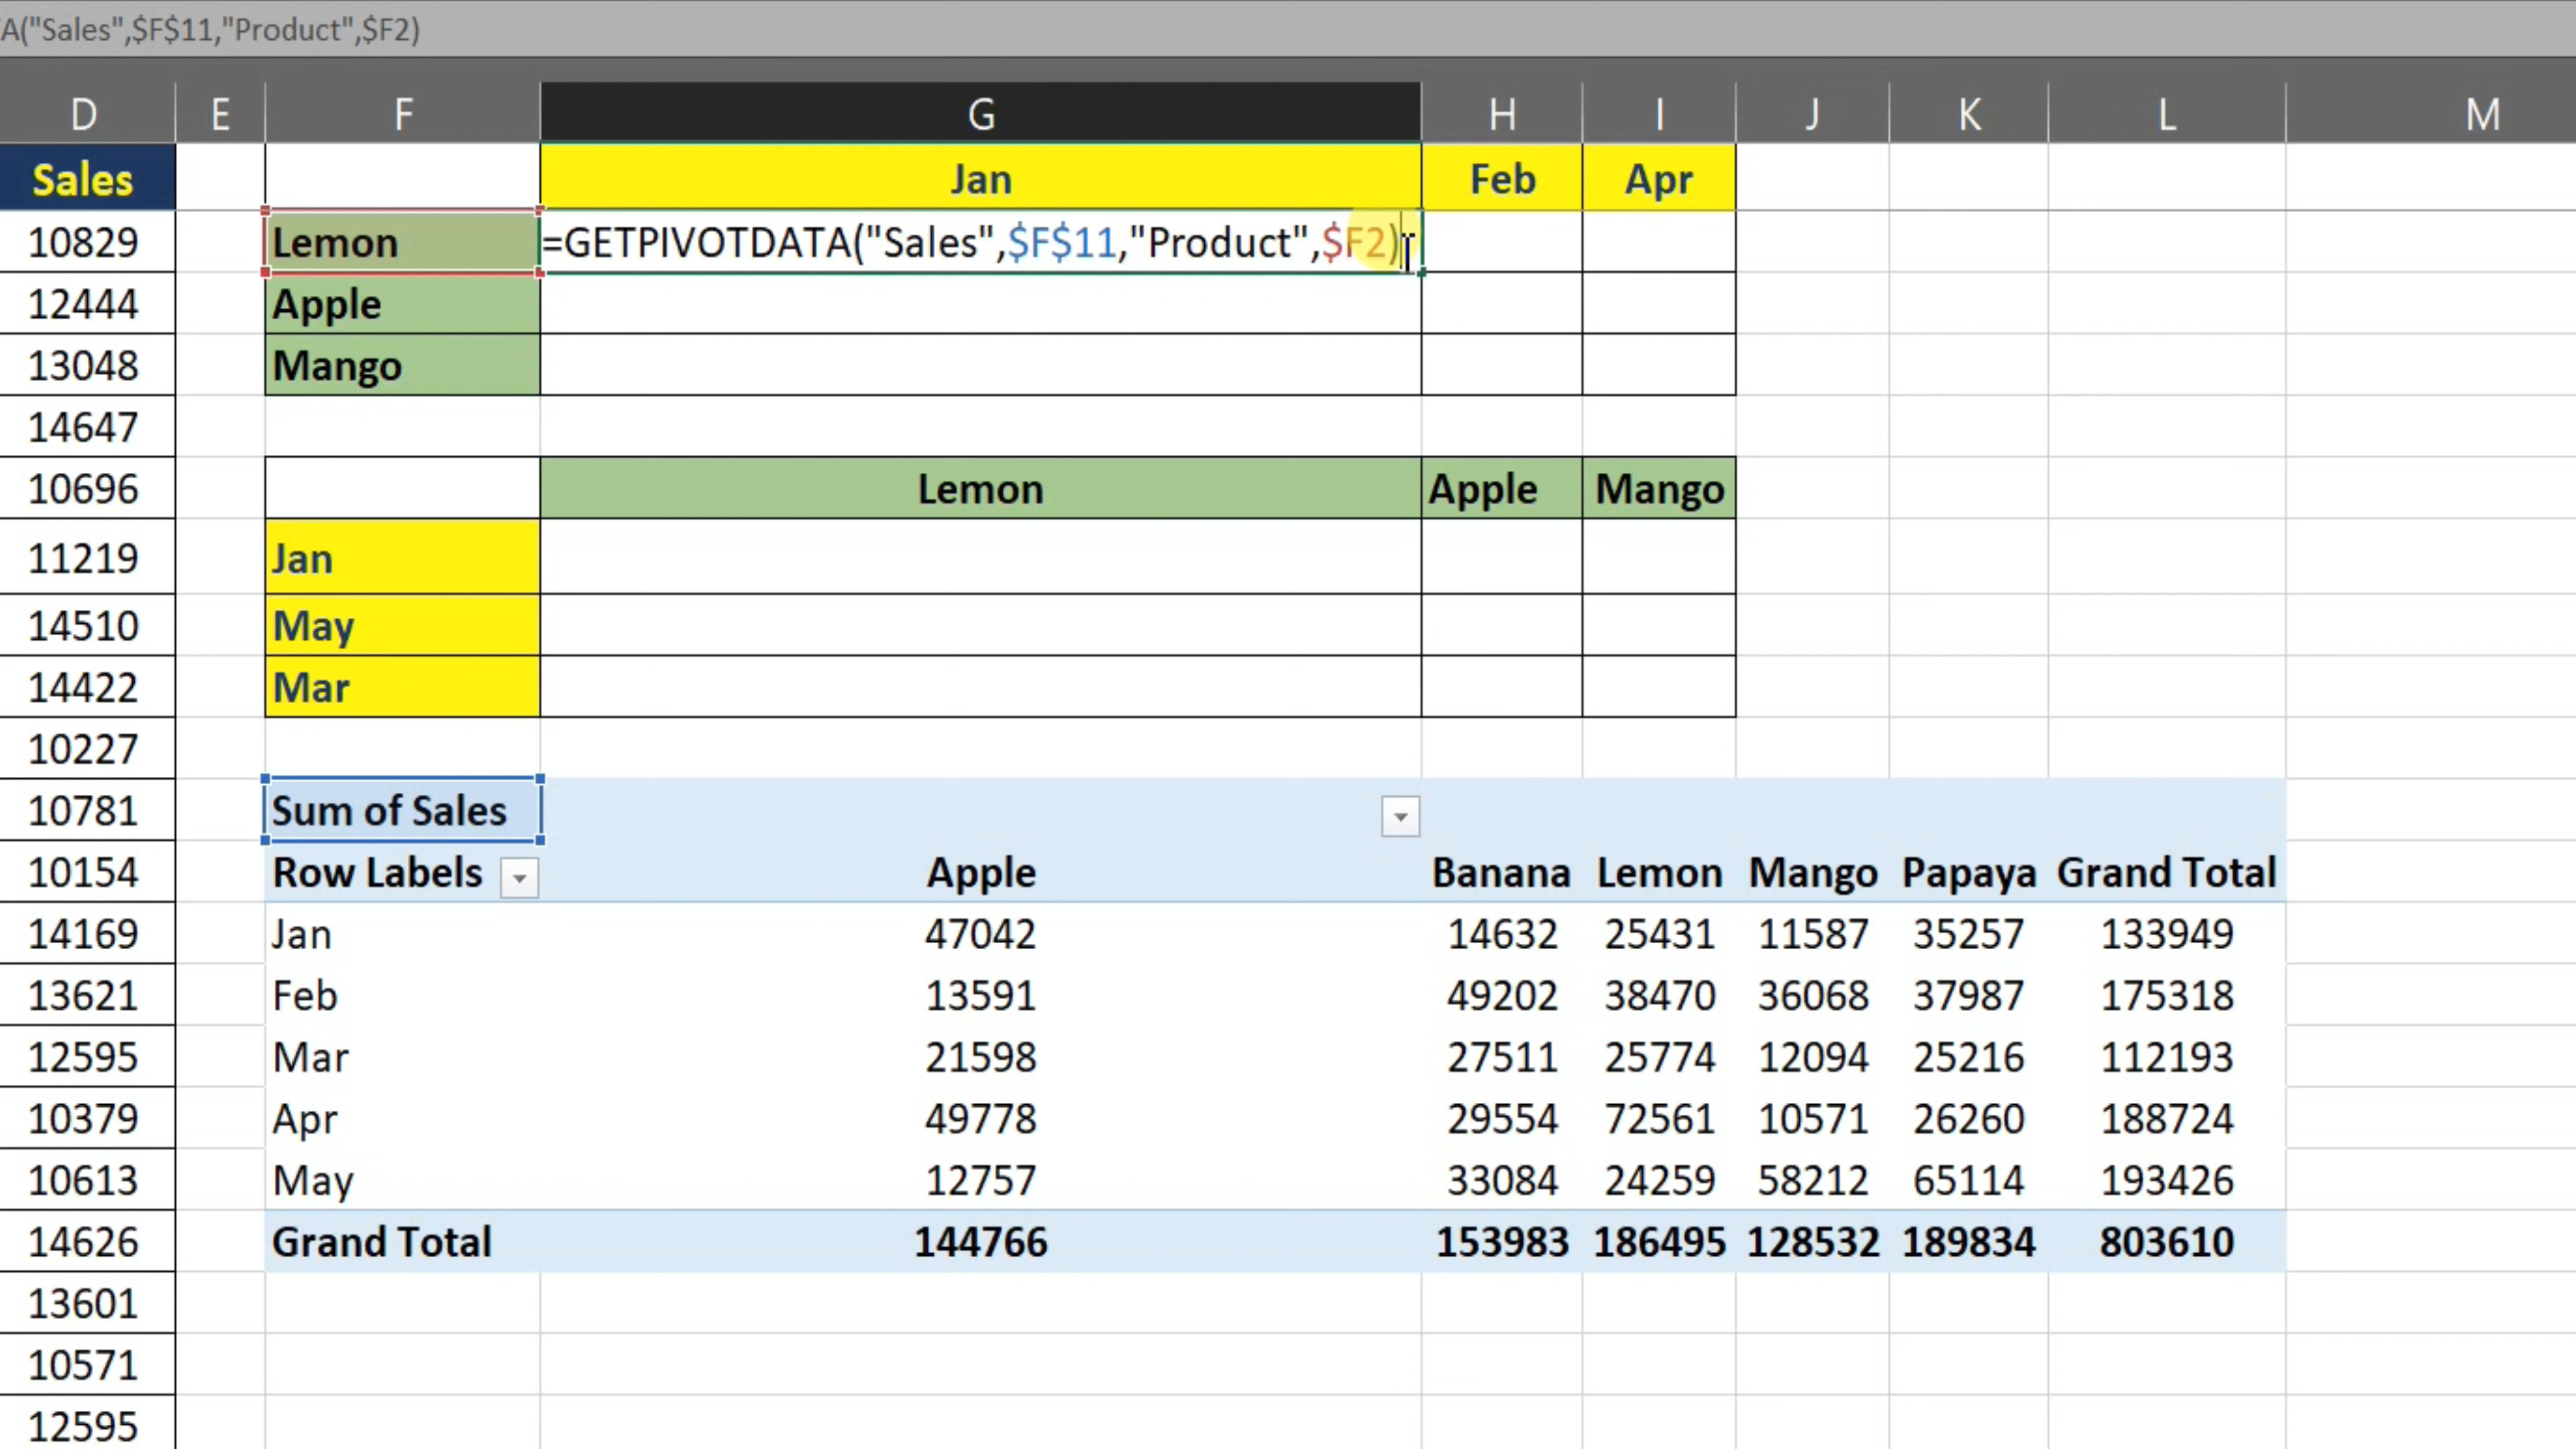 A("Sales",$F$11,"Product",$F2)
D E F G H I J K L M
Sales Jan Feb Apr
10829 Lemon =GETPIVOTDATA("Sales",$F$11,"Product",$F2)
12444 Apple
13048 Mango
14647
10696 Lemon Apple Mango
11219 Jan
14510 May
14422 Mar
10227
10781 Sum of Sales
10154 Row Labels Apple Banana Lemon Mango Papaya Grand Total
14169 Jan 47042 14632 25431 11587 35257 133949
13621 Feb 13591 49202 38470 36068 37987 175318
12595 Mar 21598 27511 25774 12094 25216 112193
10379 Apr 49778 29554 72561 10571 26260 188724
10613 May 12757 33084 24259 58212 65114 193426
14626 Grand Total 144766 153983 186495 128532 189834 803610
13601
10571
12595